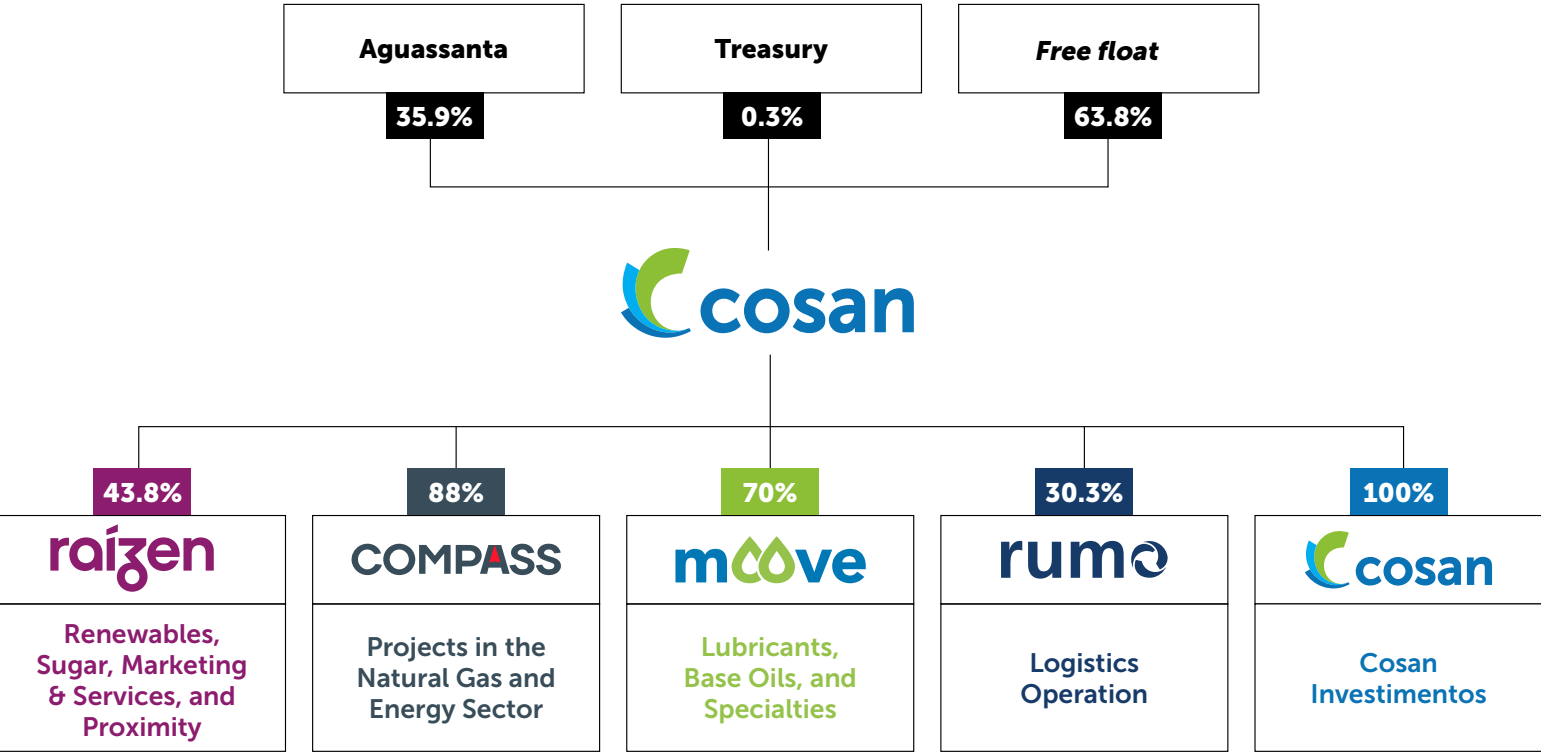 Aguassanta
Treasury
Free float
35.9%
0.3%
63.8%
cosan
43.8%
88%
70%
30.3%
100%
raízen
COMPASS
moove
rumo
cosan
Renewables,
Sugar, Marketing
& Services, and
Proximity
Projects in the
Natural Gas and
Energy Sector
Lubricants,
Base Oils, and
Specialties
Logistics
Operation
Cosan
Investimentos